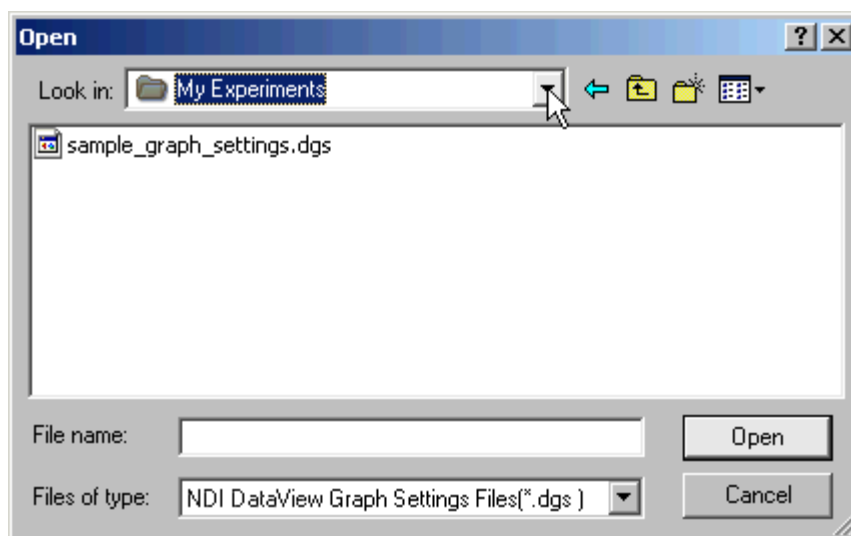 Open
Look in: My Experiments
sample_graph_settings.dgs
File name: Open
Files of type: NDI DataView Graph Settings Files(*.dgs ) Cancel